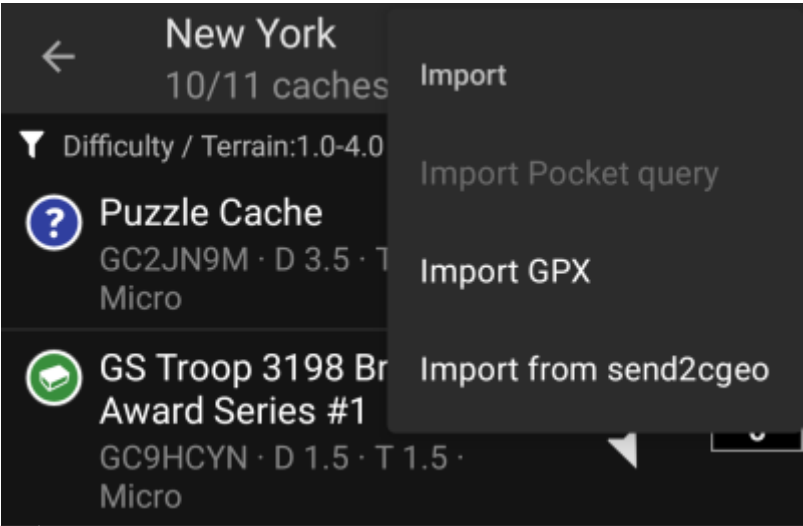 New York
10/11 caches
Difficulty / Terrain:1.0-4.0
? Puzzle Cache
GC2JN9M · D 3.5 ·
Micro
GS Troop 3198
Award Series #1
GC9HCYN · D 1.5 · T 1.5 ·
Micro
Import
Import Pocket query
Import GPX
Import from send2cgeo